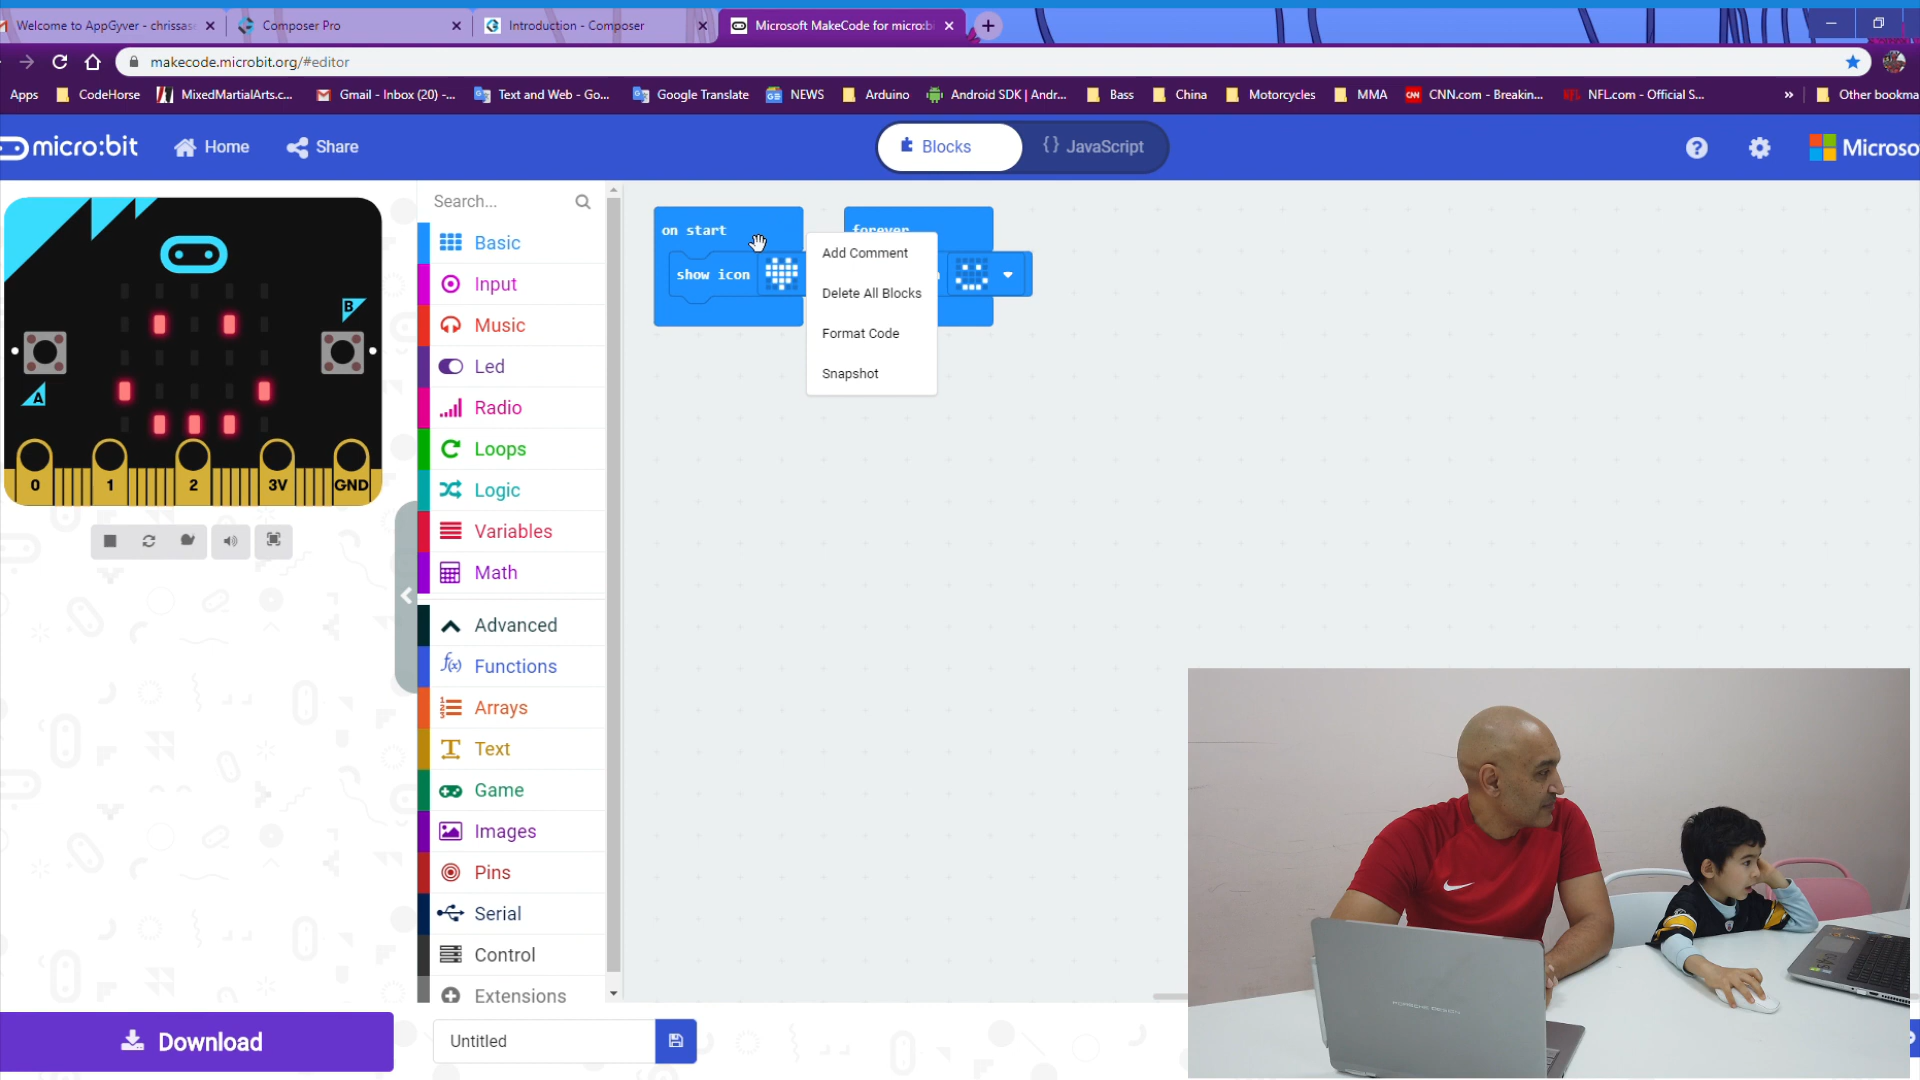 Welcome to AppGyver - chrissas
Composer Pro
Introduction - Composer
Microsoft MakeCode for micro:b
makecode.microbit.org/#editor
Apps
CodeHorse
MixedMartialArts.c...
Gmail - Inbox (20) -...
Text and Web - Go...
Google Translate
NEWS
Arduino
Android SDK | Andr...
Bass
China
Motorcycles
MMA
CNN.com - Breakin...
NFL.com - Official S...
»
Other bookma
micro:bit
Home
Share
Blocks
{} JavaScript
Microso
Search...
Basic
Input
Music
Led
Radio
Loops
Logic
Variables
Math
Advanced
Functions
Arrays
Text
Game
Images
Pins
Serial
Control
Extensions
on start
show icon
forever
Add Comment
Delete All Blocks
Format Code
Snapshot
B
A
0
1
2
3V
GND
Download
Untitled
PORSCHE DESIGN